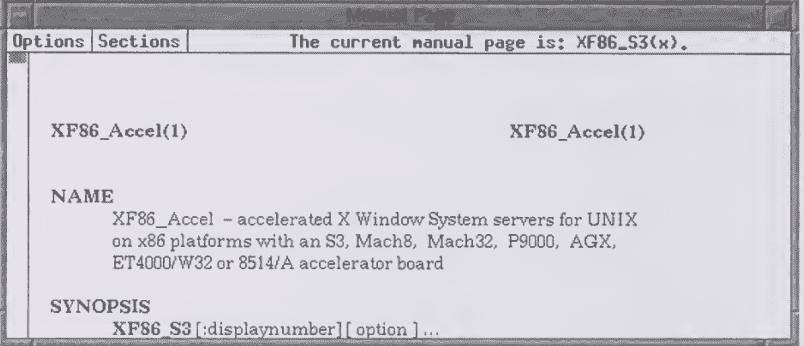 Manual Page
Options Sections The current manual page is: XF86_S3(x).
XF86_Accel(1) XF86_Accel(1)
NAME
XF86_Accel – accelerated X Window System servers for UNIX
on x86 platforms with an S3, Mach8, Mach32, P9000, AGX,
ET4000/W32 or 8514/A accelerator board
SYNOPSIS
XF86_S3 [:displaynumber] [ option ] ...